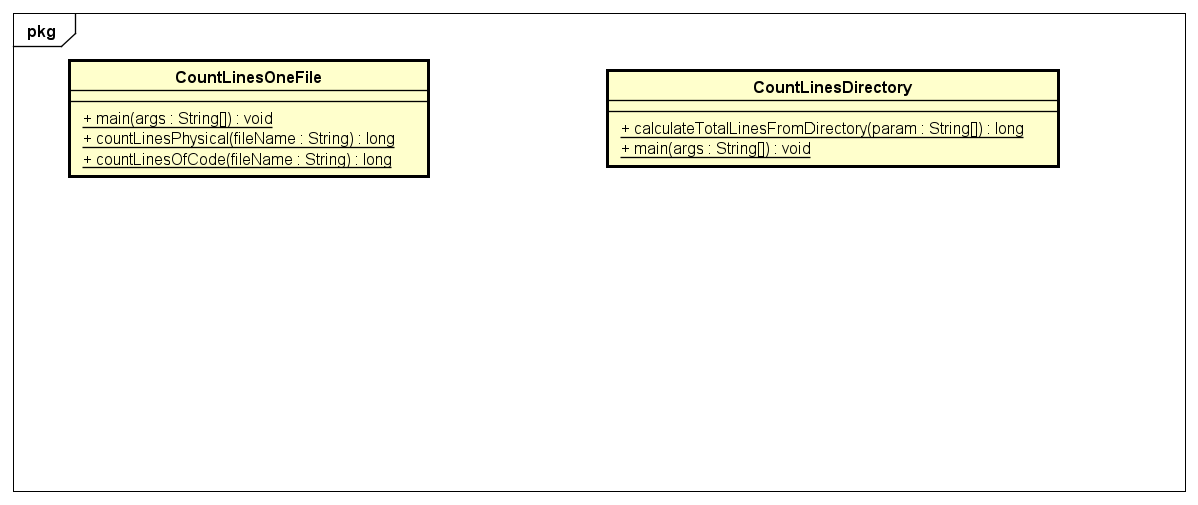 pkg
CountLinesOneFile
+ main(args : String[]) : void
+ countLinesPhysical(fileName : String) : long
+ countLinesOfCode(fileName : String) : long
CountLinesDirectory
+ calculateTotalLinesFromDirectory(param : String[]) : long
+ main(args : String[]) : void